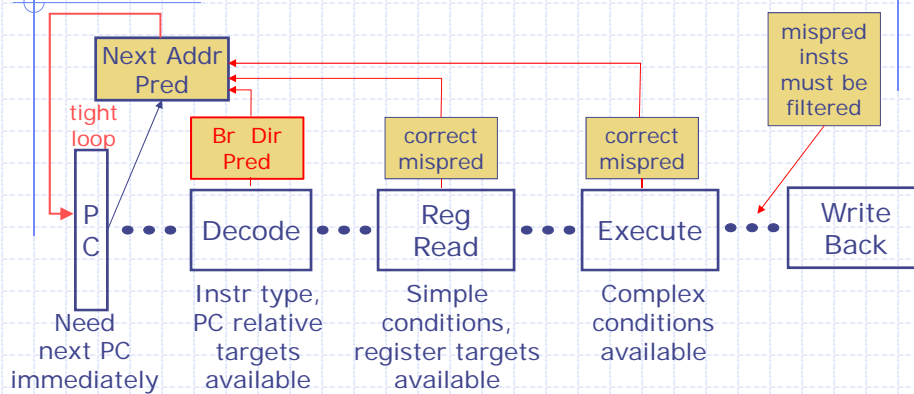 Next Addr
Pred
tight
loop
P
C
Br Dir
Pred
Decode
correct
mispred
Reg
Read
correct
mispred
Execute
mispred
insts
must be
filtered
Write
Back
Need
next PC
immediately
Instr type,
PC relative
targets
available
Simple
conditions,
register targets
available
Complex
conditions
available